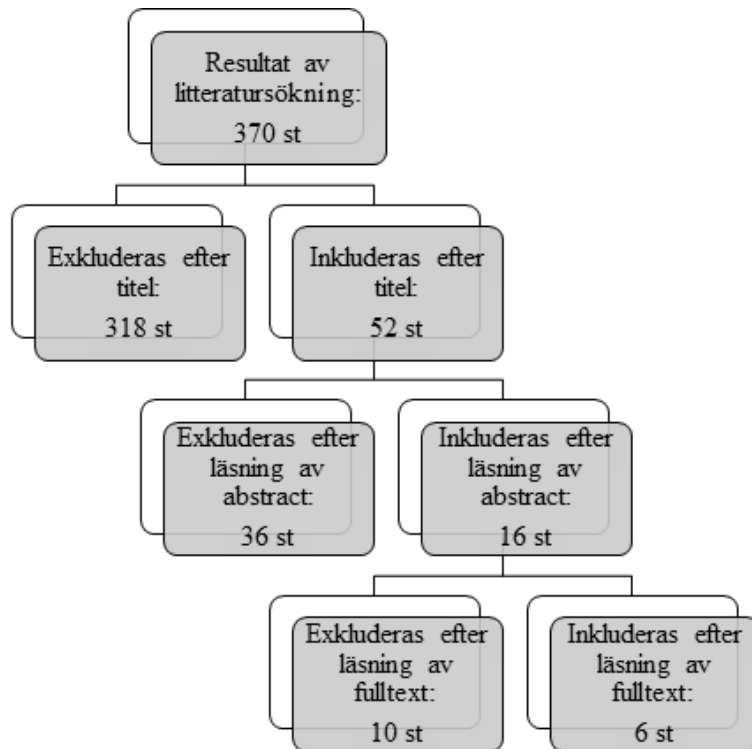 Resultat av
litteratursökning:
370 st
Exkluderas efter
titel:
318 st
Inkluderas efter
titel:
52 st
Exkluderas efter
läsning av
abstract:
36 st
Inkluderas efter
läsning av
abstract:
16 st
Exkluderas efter
läsning av
fulltext:
10 st
Inkluderas efter
läsning av
fulltext:
6 st